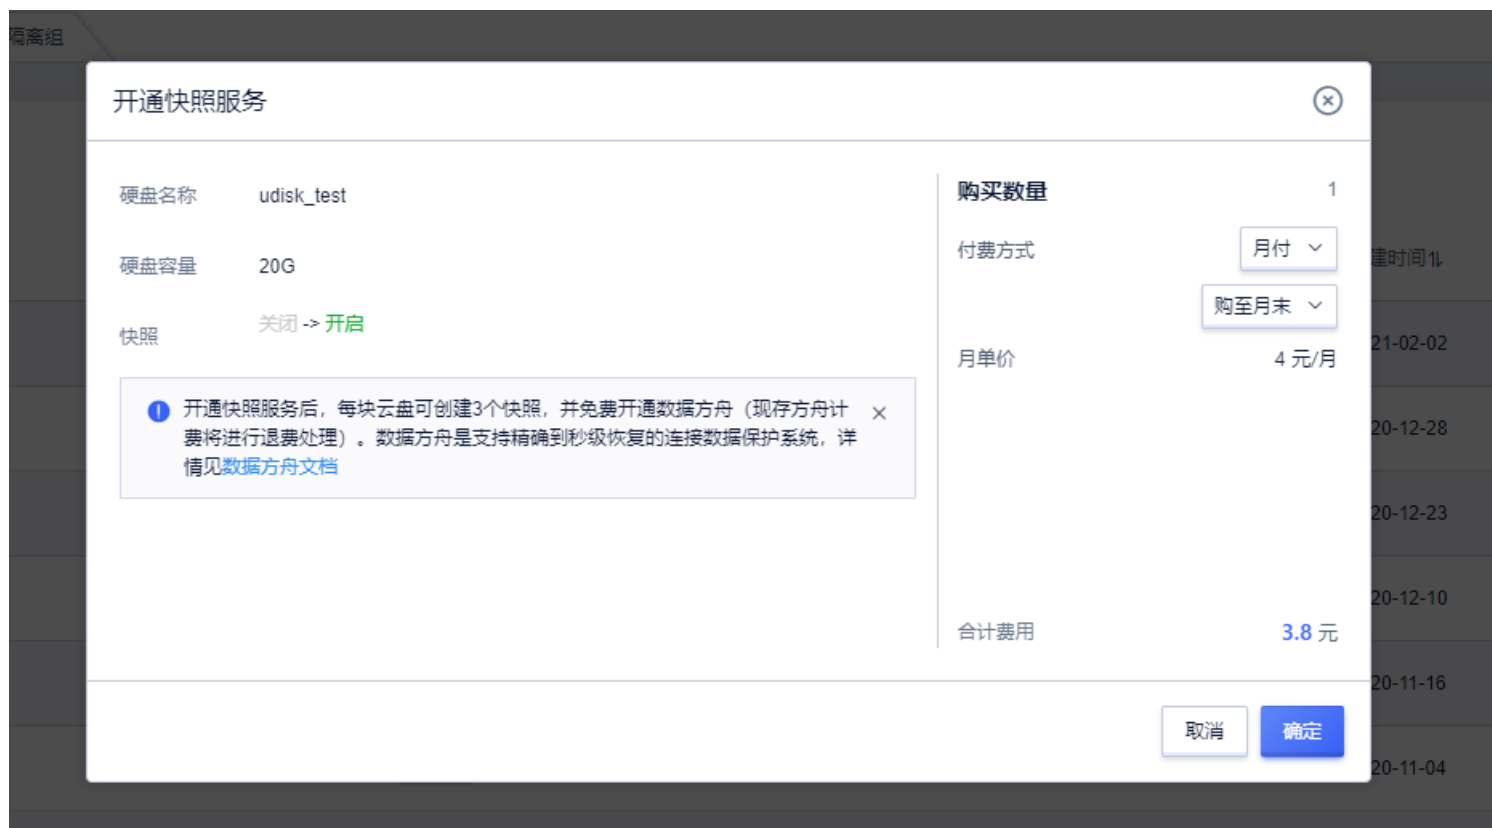 隔离组
开通快照服务
硬盘名称 udisk_test
硬盘容量 20G
快照 关闭 -> 开启
开通快照服务后，每块云盘可创建3个快照，并免费开通数据方舟（现存方舟计
费将进行退费处理）。数据方舟是支持精确到秒级恢复的连接数据保护系统，详
情见数据方舟文档
购买数量 1
付费方式 月付
购至月末
月单价 4 元/月
合计费用 3.8 元
取消 确定
建时间
21-02-02
20-12-28
20-12-23
20-12-10
20-11-16
20-11-04